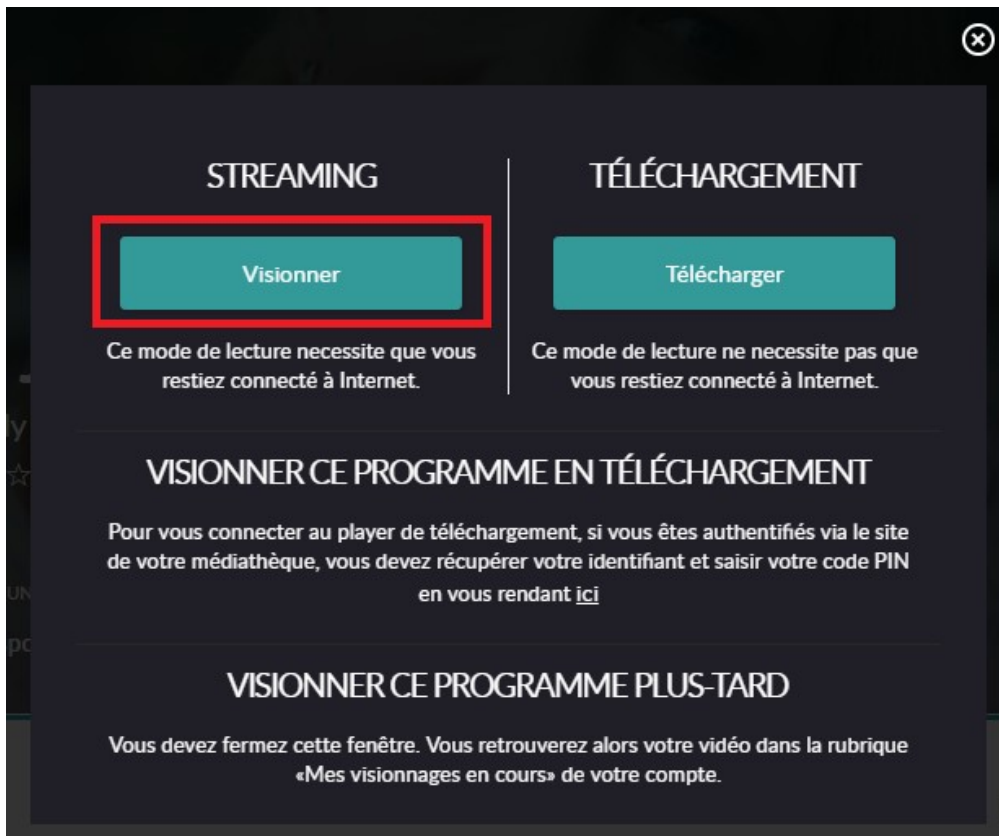 STREAMING
TÉLÉCHARGEMENT
Visionner
Télécharger
Ce mode de lecture necessite que vous
restiez connecté à Internet.
Ce mode de lecture ne necessite pas que
vous restiez connecté à Internet.
VISIONNER CE PROGRAMME EN TÉLÉCHARGEMENT
Pour vous connecter au player de téléchargement, si vous êtes authentifiés via le site
de votre médiathèque, vous devez récupérer votre identifiant et saisir votre code PIN
en vous rendant ici
VISIONNER CE PROGRAMME PLUS-TARD
Vous devez fermez cette fenêtre. Vous retrouverez alors votre vidéo dans la rubrique
«Mes visionnages en cours» de votre compte.